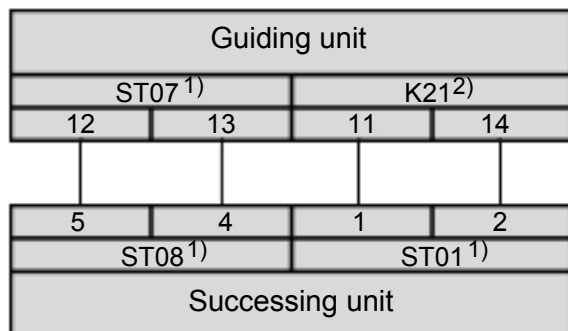 Guiding unit
ST07 1) K21 2)
12 13 11 14
5 4 1 2
ST08 1) ST01 1)
Successing unit